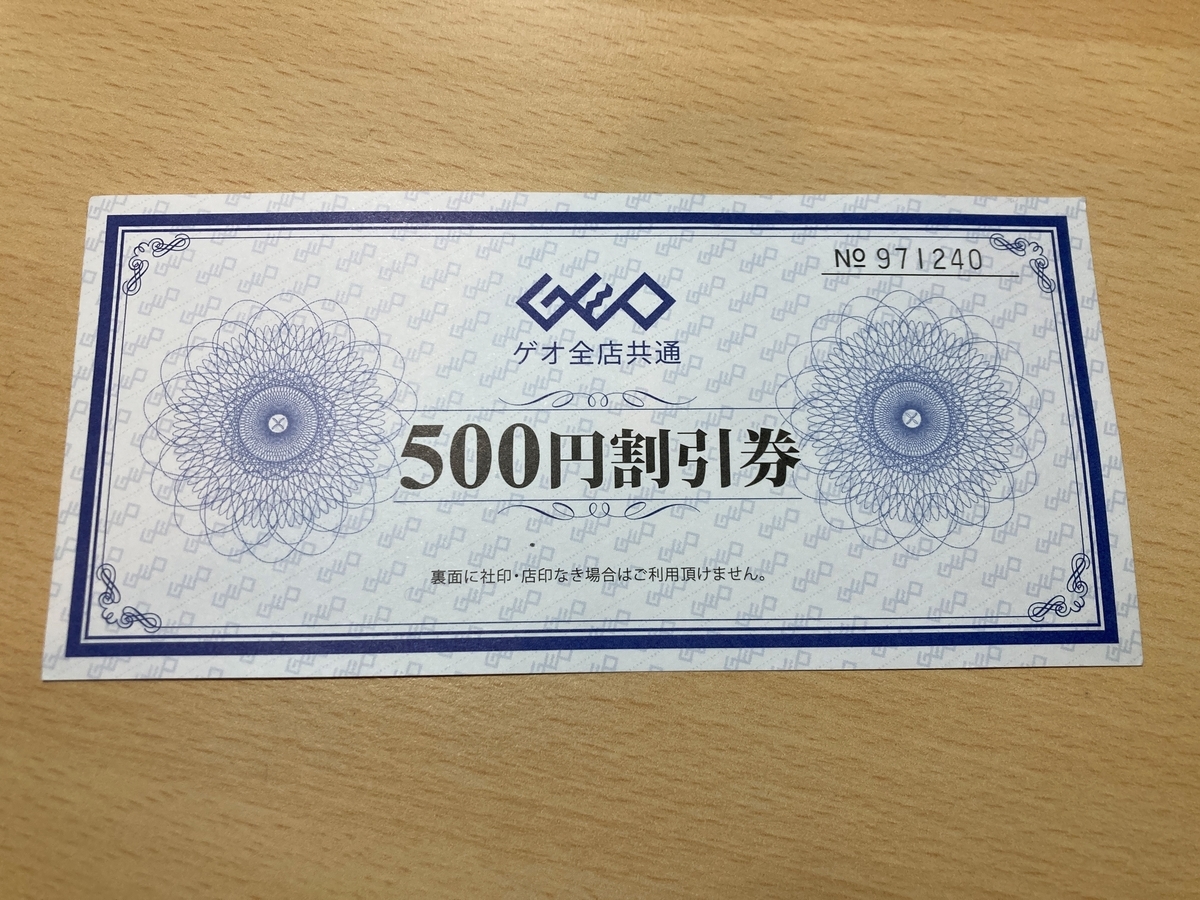 № 971240
GEO
ゲオ全店共通
500円割引券
裏面に社印・店印なき場合はご利用頂けません。